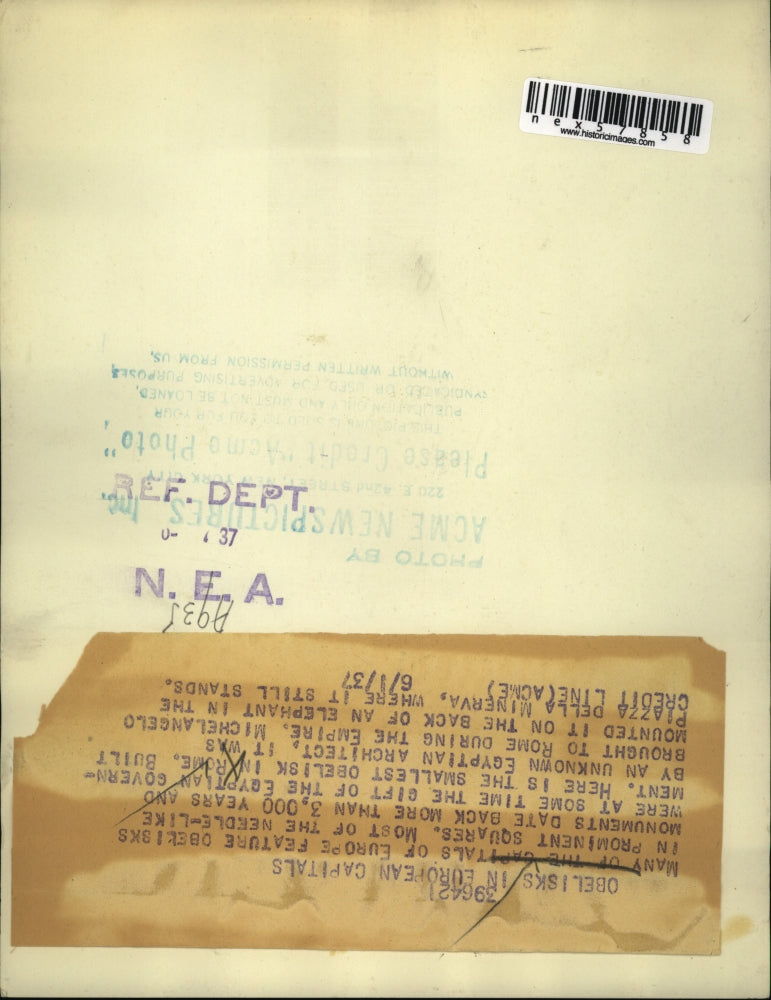 nex57858
www.historicimages.com
PHOTO BY
ACME NEWSPICTURES Inc.
220 E. 42nd STREET, NEW YORK CITY
Please Credit "Acme Photo"
THIS PICTURE IS SOLD TO YOU FOR YOUR
PUBLICATION ONLY AND MUST NOT BE LOANED,
SYNDICATED OR USED FOR ADVERTISING PURPOSES
WITHOUT WRITTEN PERMISSION FROM US.
REF. DEPT.
37
N. E. A.
396421
OBELISKS IN EUROPEAN CAPITALS
MANY OF THE CAPITALS OF EUROPE FEATURE OBELISKS
IN PROMINENT SQUARES. MOST OF THE NEEDLE-LIKE
MONUMENTS DATE BACK MORE THAN 3,000 YEARS AND
WERE AT SOME TIME THE GIFT OF THE EGYPTIAN GOVERN-
MENT. HERE IS THE SMALLEST OBELISK IN ROME. BUILT
BY AN UNKNOWN EGYPTIAN ARCHITECT, IT WAS
BROUGHT TO ROME DURING THE EMPIRE. MICHELANGELO
MOUNTED IT ON THE BACK OF AN ELEPHANT IN THE
PIAZZA DELLA MINERVA, WHERE IT STILL STANDS.
CREDIT LINE(ACME) 6/1/37